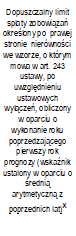 Dopuszczalny limit
spłaty zobowiązań
określony po prawej
stronie nierówności
we wzorze, o którym
mowa w art. 243
ustawy, po
uwzględnieniu
ustawowych
wyłączeń, obliczony
w oparciu o
wykonanie roku
poprzedzającego
pierwszy rok
prognozy (wskaźnik
ustalony w oparciu o
średnią
arytmetyczną z
poprzednich lat)x